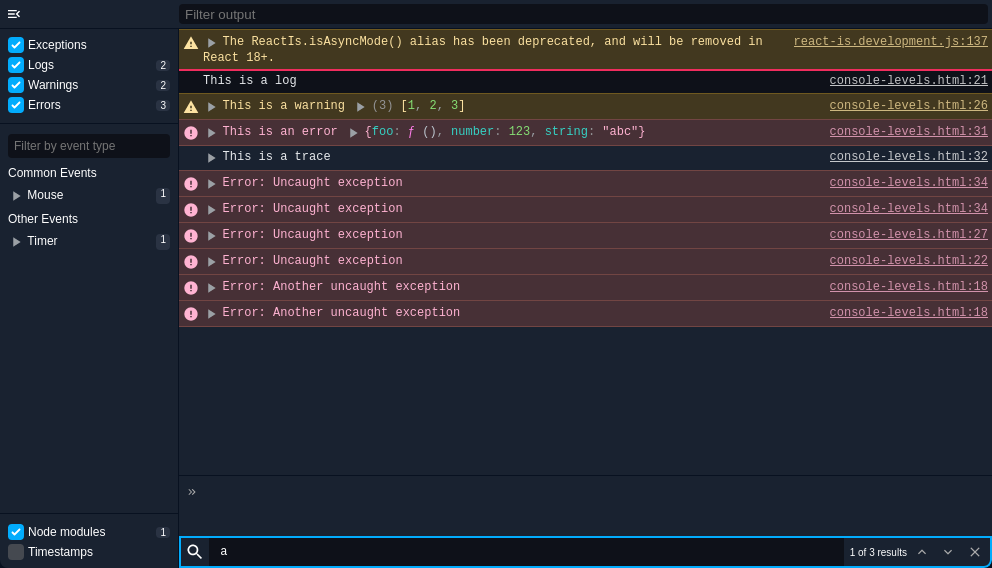 Filter output
Exceptions
Logs 2
Warnings 2
Errors 3
Filter by event type
Common Events
Mouse 1
Other Events
Timer 1
Node modules 1
Timestamps
The ReactIs.isAsyncMode() alias has been deprecated, and will be removed in react-is.development.js:137
React 18+.
This is a log console-levels.html:21
This is a warning (3) [1, 2, 3] console-levels.html:26
This is an error {foo: ƒ (), number: 123, string: "abc"} console-levels.html:31
This is a trace console-levels.html:32
Error: Uncaught exception console-levels.html:34
Error: Uncaught exception console-levels.html:34
Error: Uncaught exception console-levels.html:27
Error: Uncaught exception console-levels.html:22
Error: Another uncaught exception console-levels.html:18
Error: Another uncaught exception console-levels.html:18
»
a 1 of 3 results